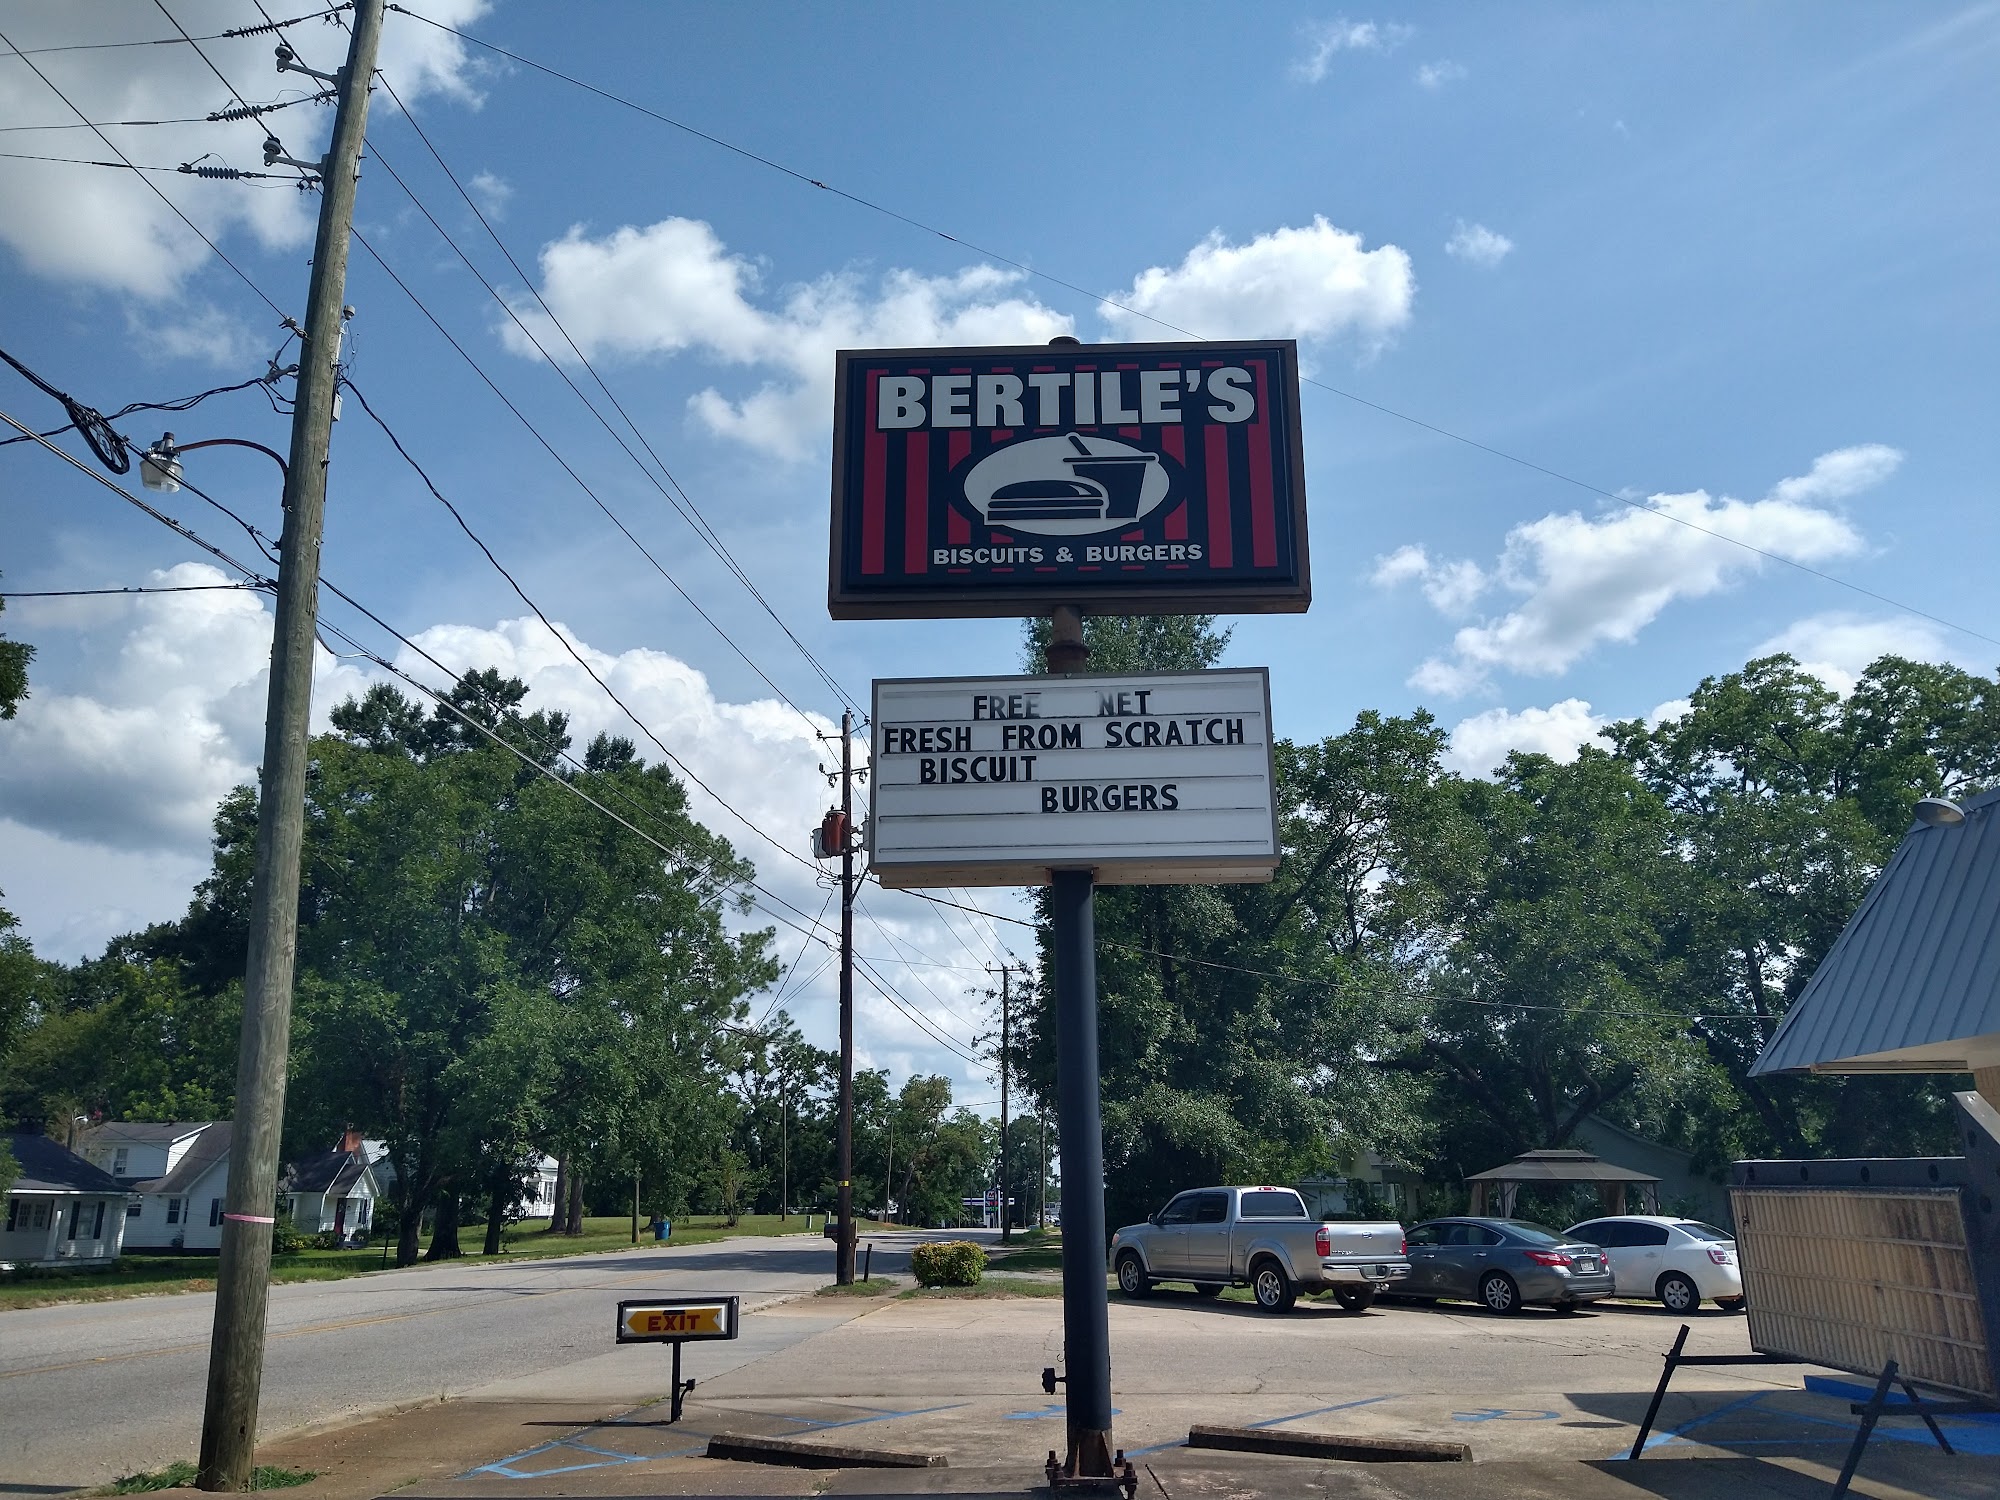 BERTILE'S
BISCUITS & BURGERS
FREE NET
FRESH FROM SCRATCH
BISCUIT
BURGERS
EXIT